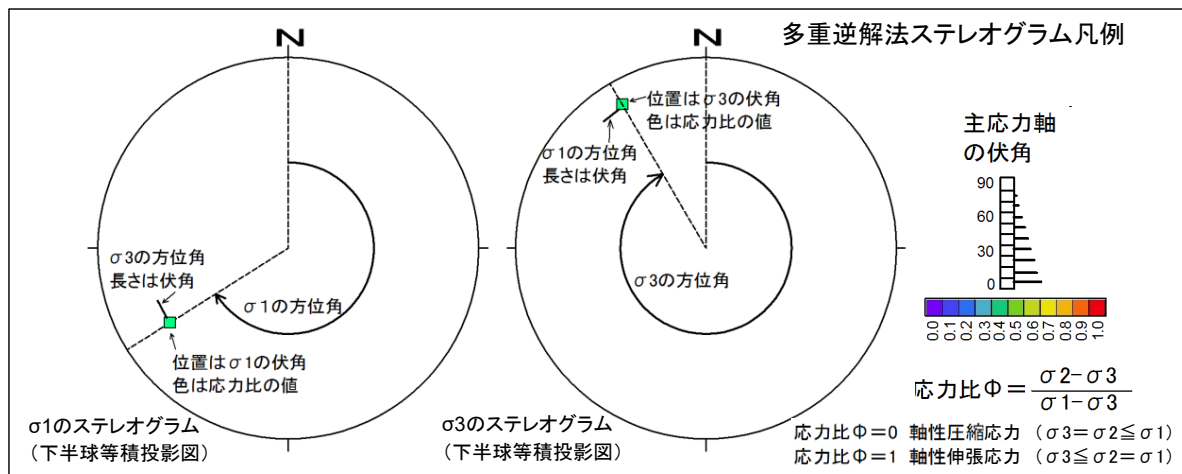 多重逆解法ステレオグラム凡例
N
σ3の方位角
長さは伏角
σ1の方位角
位置はσ1の伏角
色は応力比の値
σ1のステレオグラム
(下半球等積投影図)
N
位置はσ3の伏角
色は応力比の値
σ1の方位角
長さは伏角
σ3の方位角
σ3のステレオグラム
(下半球等積投影図)
主応力軸
の伏角
90
60
30
0
0.0 0.1 0.2 0.3 0.4 0.5 0.6 0.7 0.8 0.9 1.0
応力比Φ=σ2-σ3
σ1-σ3
応力比Φ=0 軸性圧縮応力 (σ3=σ2≦σ1)
応力比Φ=1 軸性伸張応力 (σ3≦σ2=σ1)